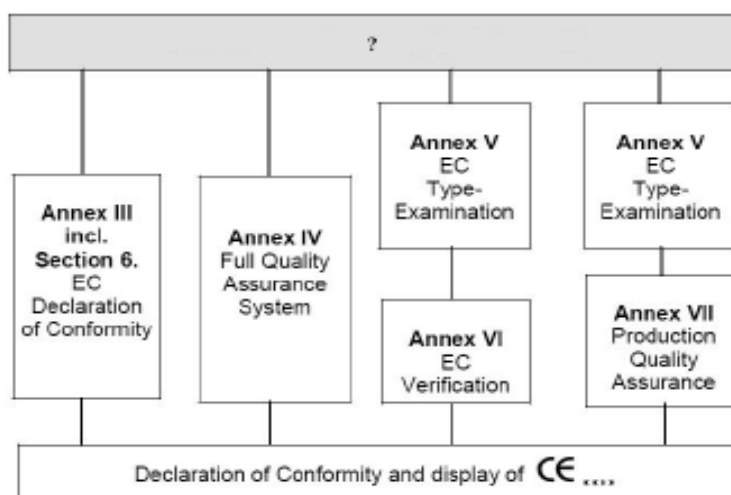 ?
Annex III
incl.
Section 6.
EC
Declaration
of Conformity
Annex IV
Full Quality
Assurance
System
Annex V
EC
Type-
Examination
Annex VI
EC
Verification
Annex V
EC
Type-
Examination
Annex VII
Production
Quality
Assurance
Declaration of Conformity and display of CE ....